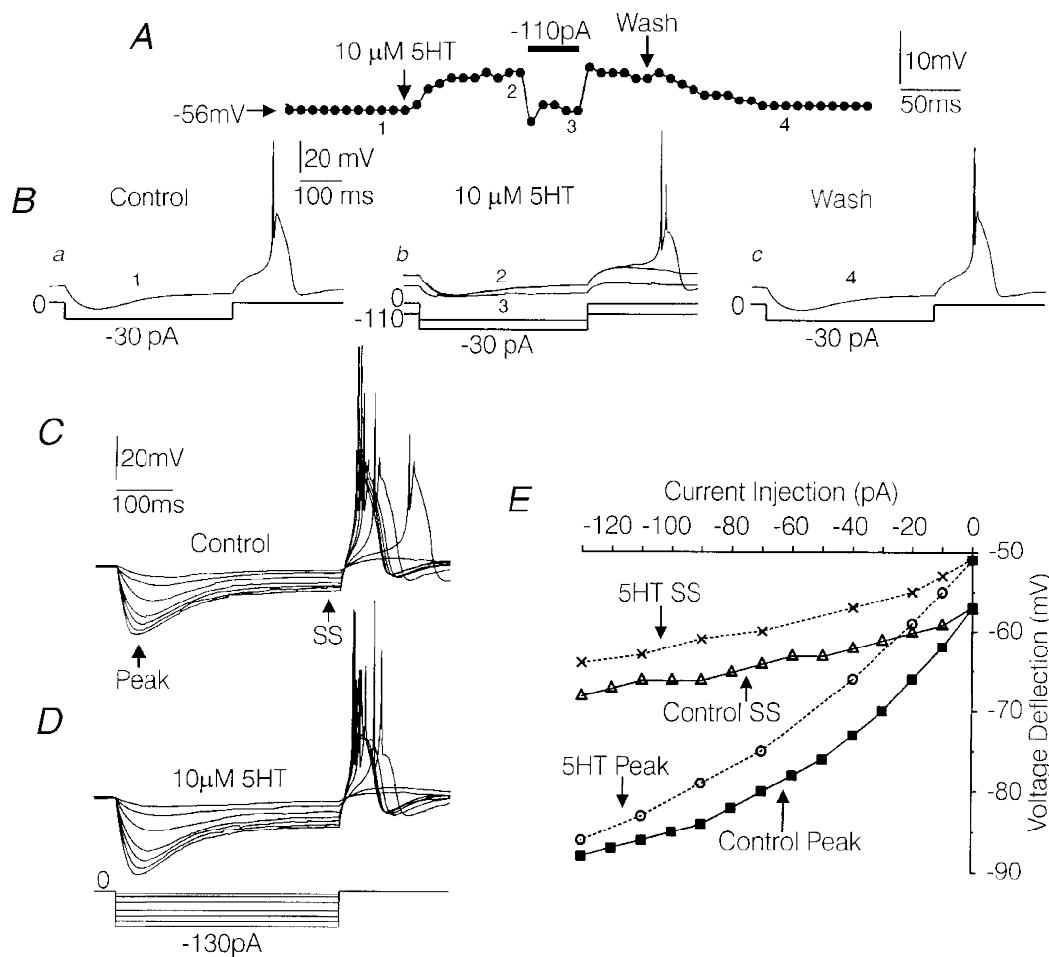 A
-110pA
Wash
10 µM 5HT
10mV
50ms
-56mV
1
2
3
4
B
20 mV
100 ms
Control
10 µM 5HT
Wash
a
1
b
2
c
4
0
0
3
0
-110
-30 pA
-30 pA
-30 pA
C
20mV
100ms
Control
SS
Peak
D
10µM 5HT
0
-130pA
E
Current Injection (pA)
-120 -100 -80 -60 -40 -20 0
-50
5HT SS
-60
Control SS
-70
5HT Peak
-80
Control Peak
-90
Voltage Deflection (mV)